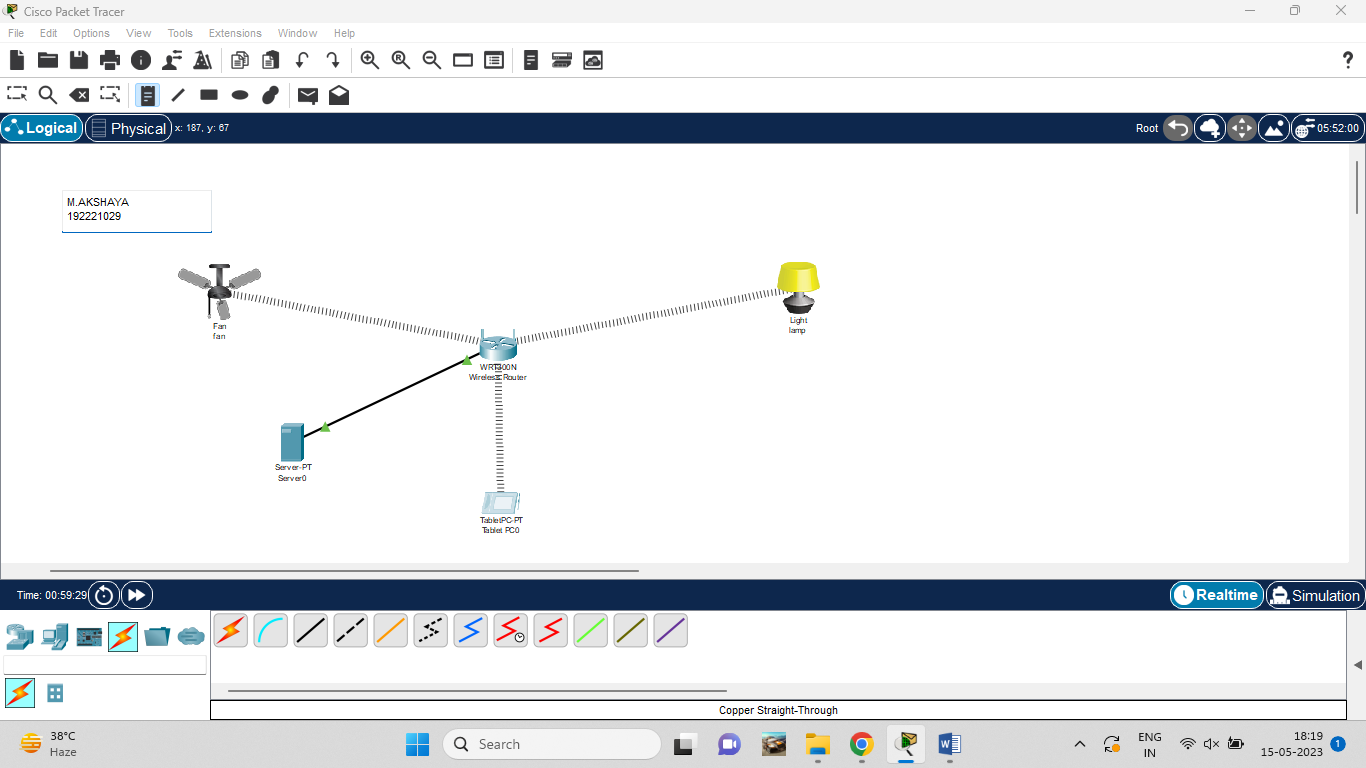 Cisco Packet Tracer
File Edit Options View Tools Extensions Window Help
Logical Physical x: 187, y: 67 Root 05:52:00
M.AKSHAYA
192221029
Fan
fan
Light
lamp
WRT300N
Wireless Router
Server-PT
Server0
TabletPC-PT
Tablet PC0
Time: 00:59:29 Realtime Simulation
Copper Straight-Through
38°C
Haze
Search
ENG
IN
18:19
15-05-2023
1